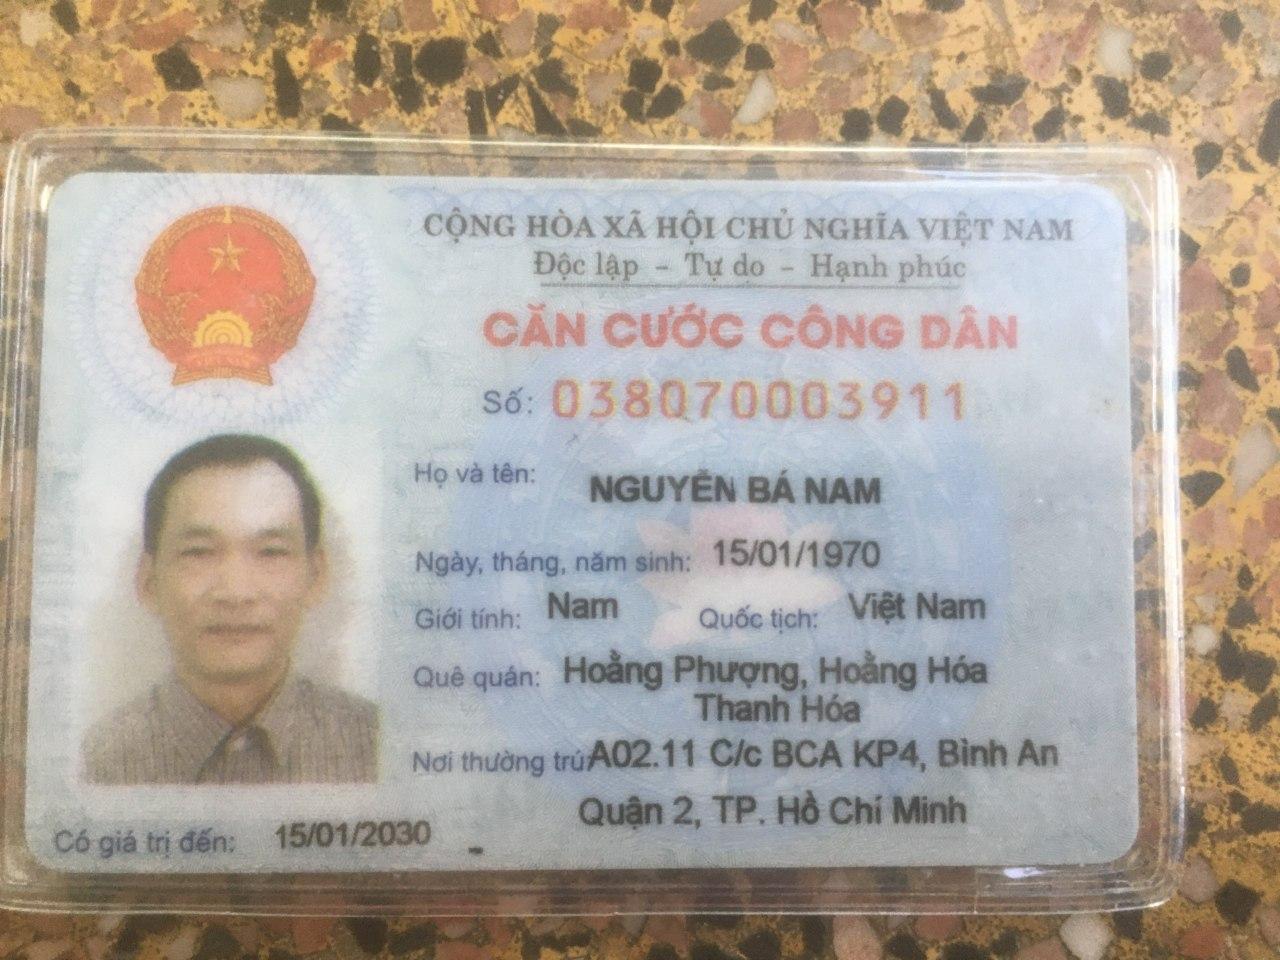 CỘNG HÒA XÃ HỘI CHỦ NGHĨA VIỆT NAM
Độc lập - Tự do - Hạnh phúc
CĂN CƯỚC CÔNG DÂN
Số: 038070003911
Họ và tên: NGUYỄN BÁ NAM
Ngày, tháng, năm sinh: 15/01/1970
Giới tính: Nam Quốc tịch: Việt Nam
Quê quán: Hoằng Phượng, Hoằng Hóa
Thanh Hóa
Nơi thường trú: A02.11 C/c BCA KP4, Bình An
Quận 2, TP. Hồ Chí Minh
Có giá trị đến: 15/01/2030